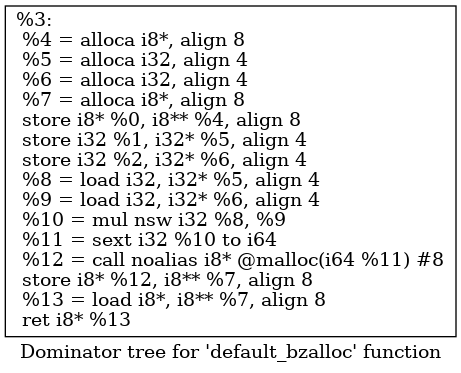 %3:
%4 = alloca i8*, align 8
%5 = alloca i32, align 4
%6 = alloca i32, align 4
%7 = alloca i8*, align 8
store i8* %0, i8** %4, align 8
store i32 %1, i32* %5, align 4
store i32 %2, i32* %6, align 4
%8 = load i32, i32* %5, align 4
%9 = load i32, i32* %6, align 4
%10 = mul nsw i32 %8, %9
%11 = sext i32 %10 to i64
%12 = call noalias i8* @malloc(i64 %11) #8
store i8* %12, i8** %7, align 8
%13 = load i8*, i8** %7, align 8
ret i8* %13
Dominator tree for 'default_bzalloc' function